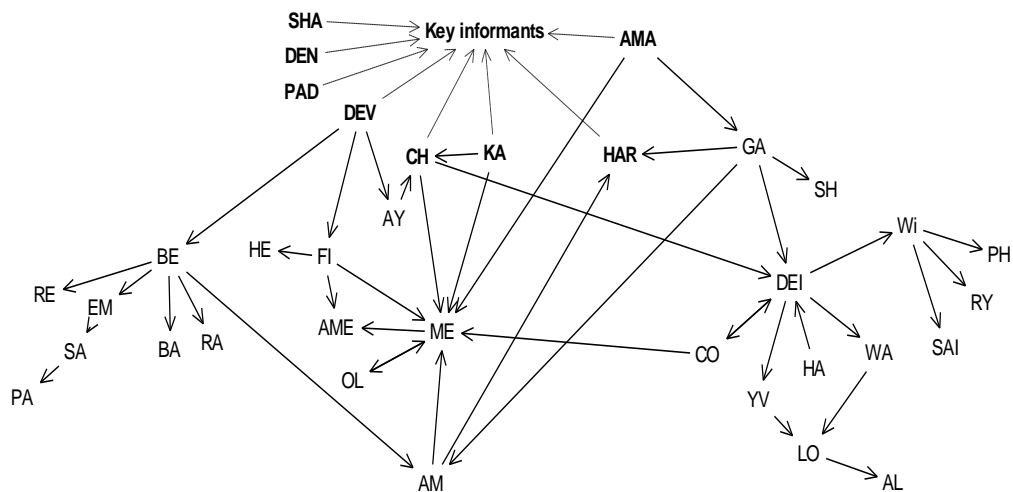 SHA
Key informants
AMA
DEN
PAD
DEV
CH
KA
HAR
GA
SH
AY
Wi
HE
FI
BE
PH
DEI
RE
EM
RY
AME
ME
SA
BA
RA
SAI
CO
WA
HA
OL
PA
YV
LO
AM
AL